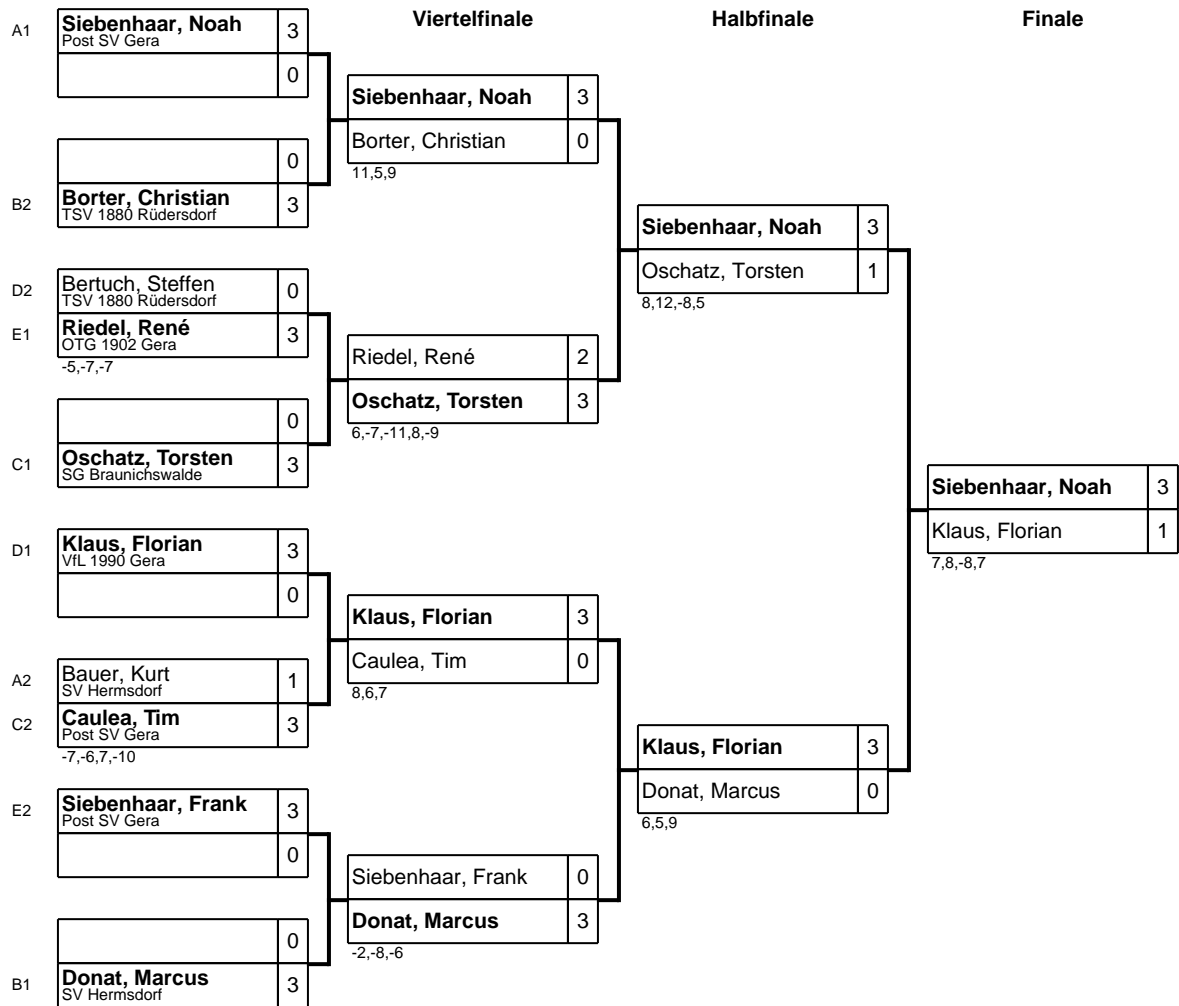 Viertelfinale
Halbfinale
Finale
A1
Siebenhaar, Noah 3
Post SV Gera
0
0
B2
Borter, Christian 3
TSV 1880 Rüdersdorf
D2
Bertuch, Steffen 0
TSV 1880 Rüdersdorf
E1
Riedel, René 3
OTG 1902 Gera
-5,-7,-7
0
C1
Oschatz, Torsten 3
SG Braunichswalde
D1
Klaus, Florian 3
VfL 1990 Gera
0
A2
Bauer, Kurt 1
SV Hermsdorf
C2
Caulea, Tim 3
Post SV Gera
-7,-6,7,-10
E2
Siebenhaar, Frank 3
Post SV Gera
0
0
B1
Donat, Marcus 3
SV Hermsdorf
Siebenhaar, Noah 3
Borter, Christian 0
11,5,9
Riedel, René 2
Oschatz, Torsten 3
6,-7,-11,8,-9
Klaus, Florian 3
Caulea, Tim 0
8,6,7
Siebenhaar, Frank 0
Donat, Marcus 3
-2,-8,-6
Siebenhaar, Noah 3
Oschatz, Torsten 1
8,12,-8,5
Klaus, Florian 3
Donat, Marcus 0
6,5,9
Siebenhaar, Noah 3
Klaus, Florian 1
7,8,-8,7